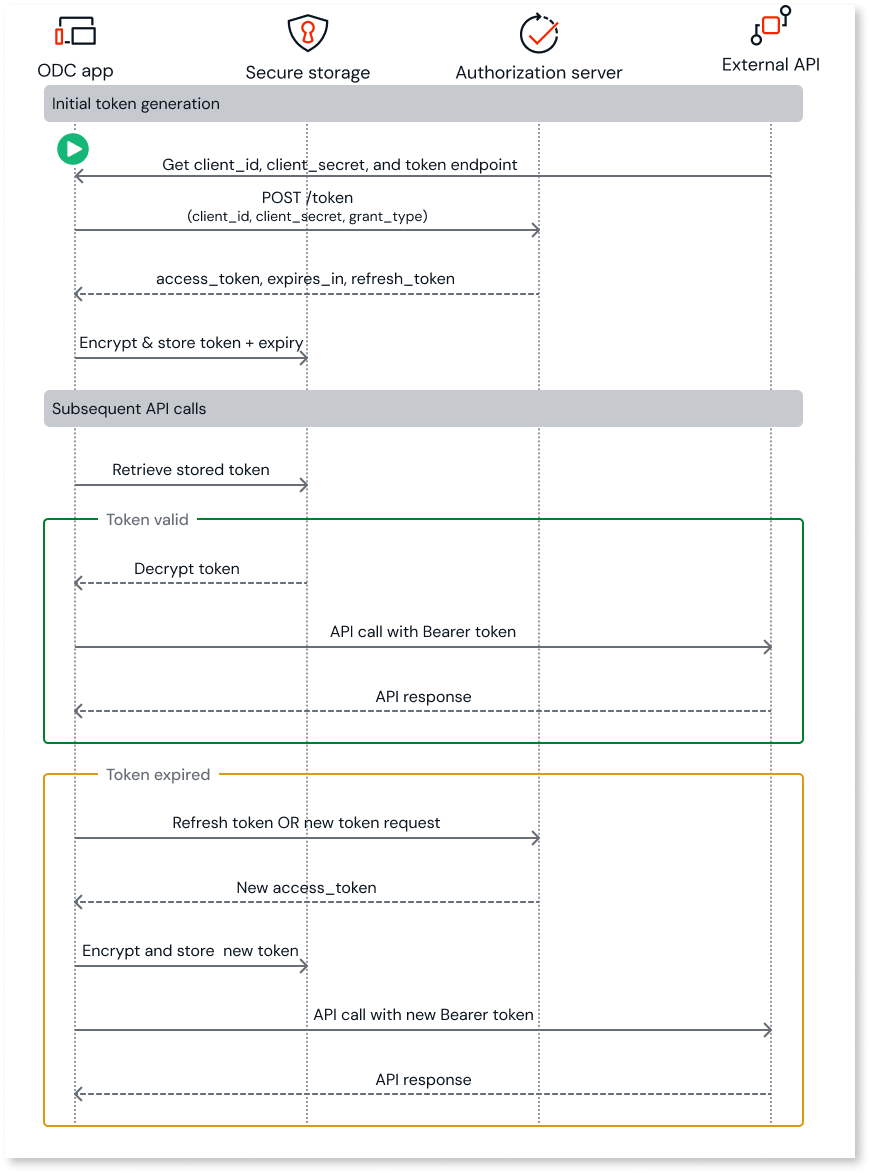 ODC app
Secure storage
Authorization server
External API
Initial token generation
Get client_id, client_secret, and token endpoint
POST /token
(client_id, client_secret, grant_type)
access_token, expires_in, refresh_token
Encrypt & store token + expiry
Subsequent API calls
Retrieve stored token
Token valid
Decrypt token
API call with Bearer token
API response
Token expired
Refresh token OR new token request
New access_token
Encrypt and store  new token
API call with new Bearer token
API response